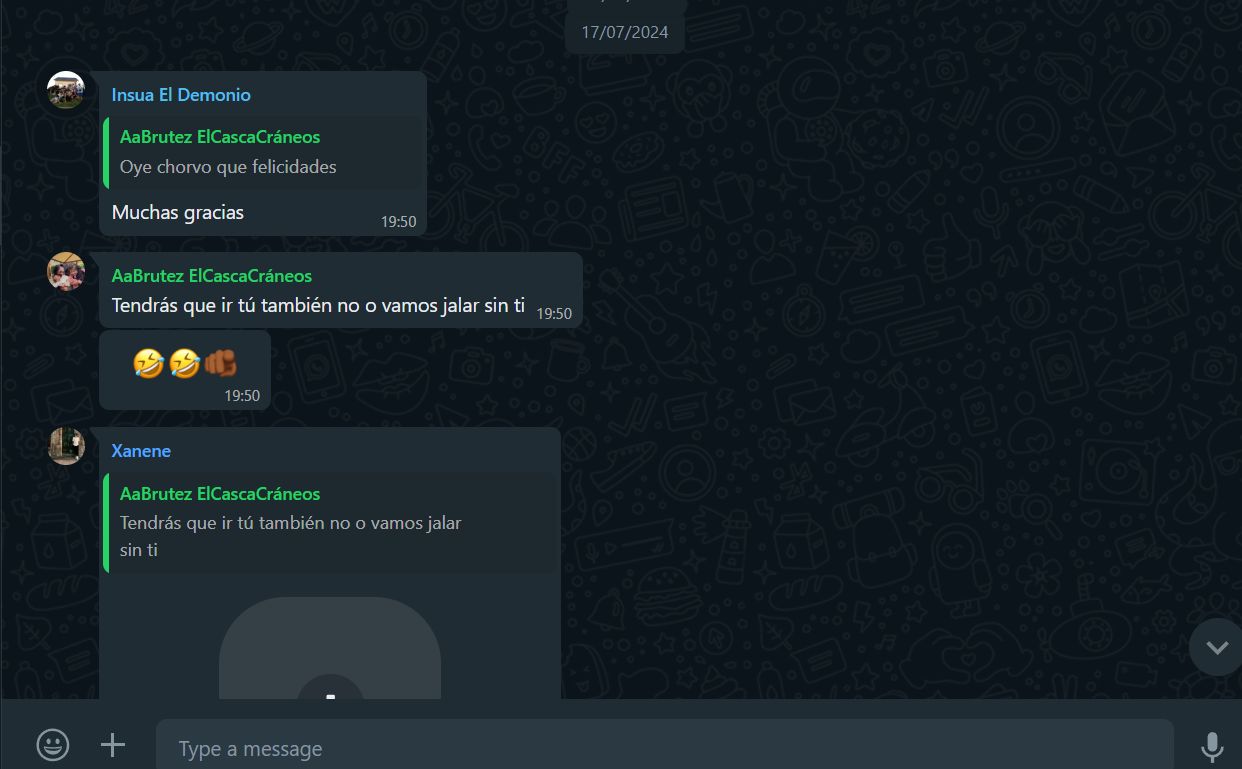 17/07/2024
Insua El Demonio
AaBrutez ElCascaCráneos
Oye chorvo que felicidades
Muchas gracias
19:50
AaBrutez ElCascaCráneos
Tendrás que ir tú también no o vamos jalar sin ti
19:50
🤣🤣🫵🏾
19:50
Xanene
AaBrutez ElCascaCráneos
Tendrás que ir tú también no o vamos jalar
sin ti
Type a message